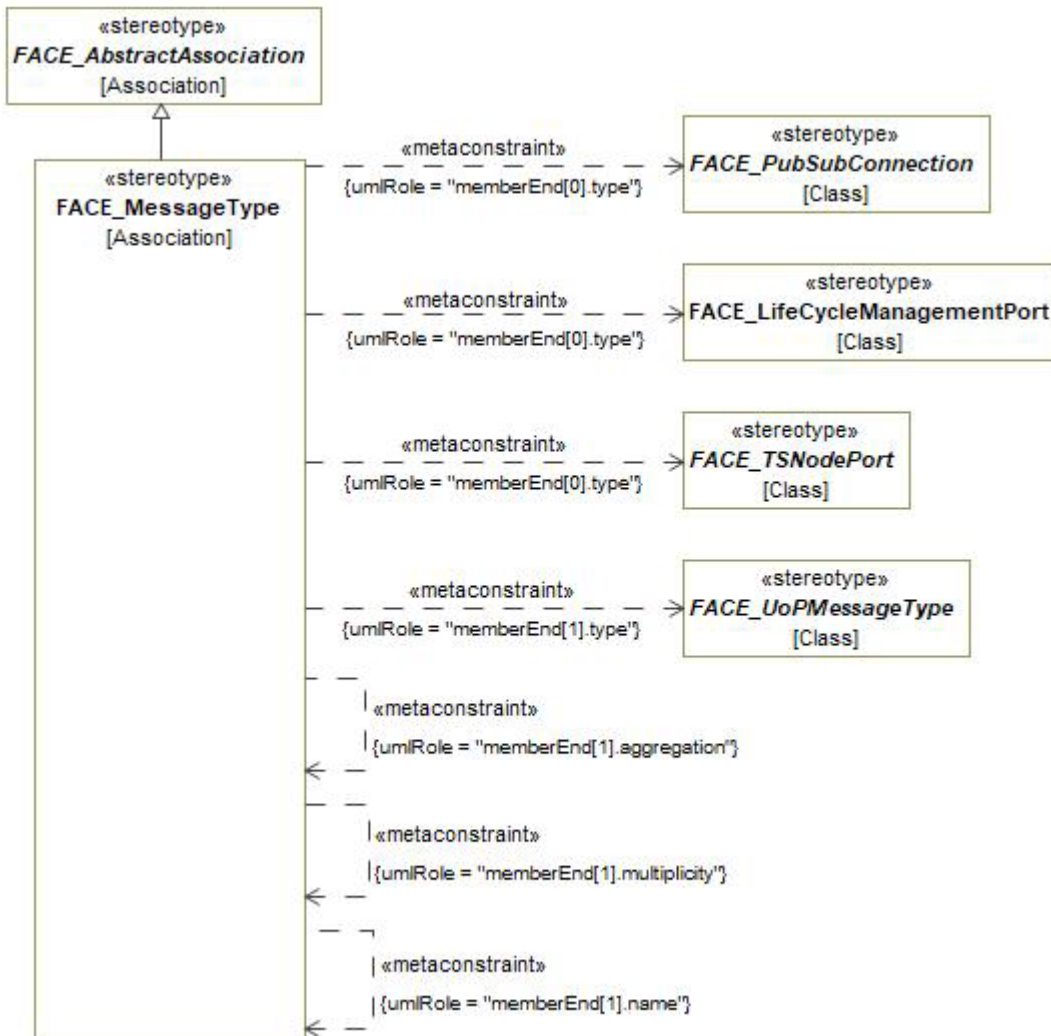 «stereotype»
FACE_AbstractAssociation
[Association]
«stereotype»
FACE_MessageType
[Association]
«metaconstraint»
{umlRole = "memberEnd[0].type"}
«stereotype»
FACE_PubSubConnection
[Class]
«metaconstraint»
{umlRole = "memberEnd[0].type"}
«stereotype»
FACE_LifeCycleManagementPort
[Class]
«metaconstraint»
{umlRole = "memberEnd[0].type"}
«stereotype»
FACE_TSNodePort
[Class]
«metaconstraint»
{umlRole = "memberEnd[1].type"}
«stereotype»
FACE_UoPMessageType
[Class]
«metaconstraint»
{umlRole = "memberEnd[1].aggregation"}
«metaconstraint»
{umlRole = "memberEnd[1].multiplicity"}
«metaconstraint»
{umlRole = "memberEnd[1].name"}